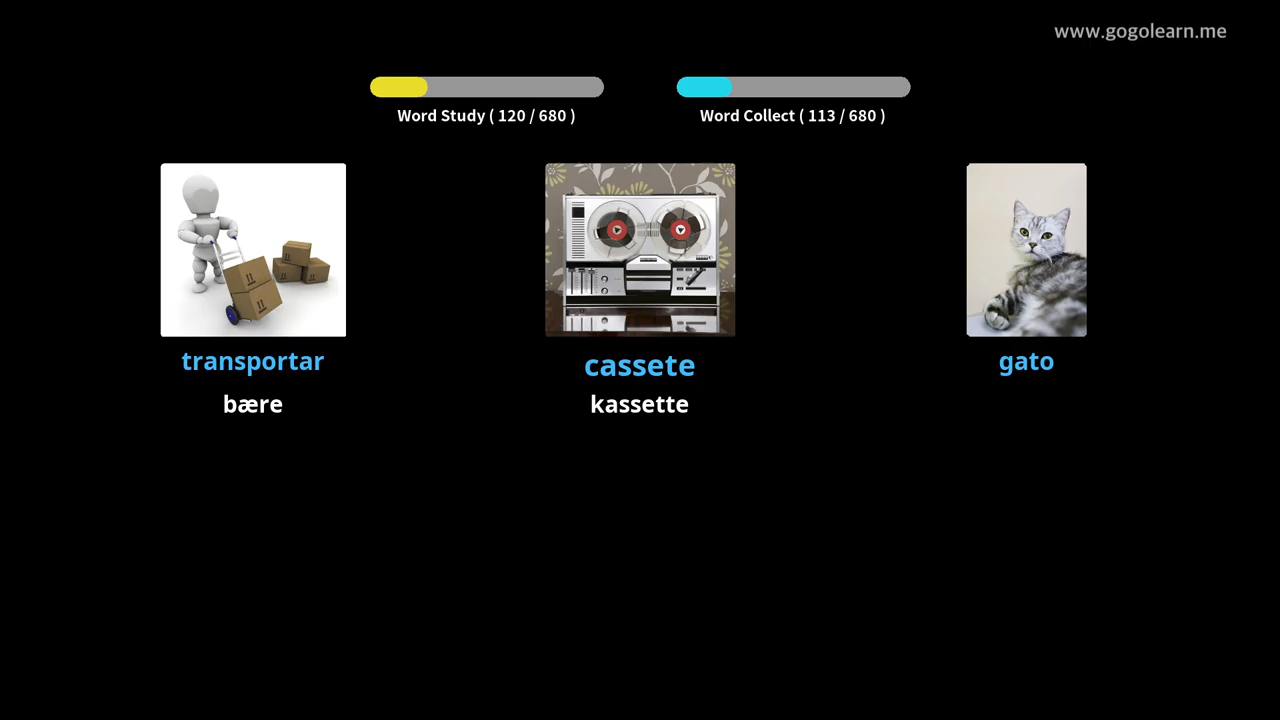 www.gogolearn.me
Word Study ( 120 / 680 )
Word Collect ( 113 / 680 )
transportar
cassete
gato
bære
kassette